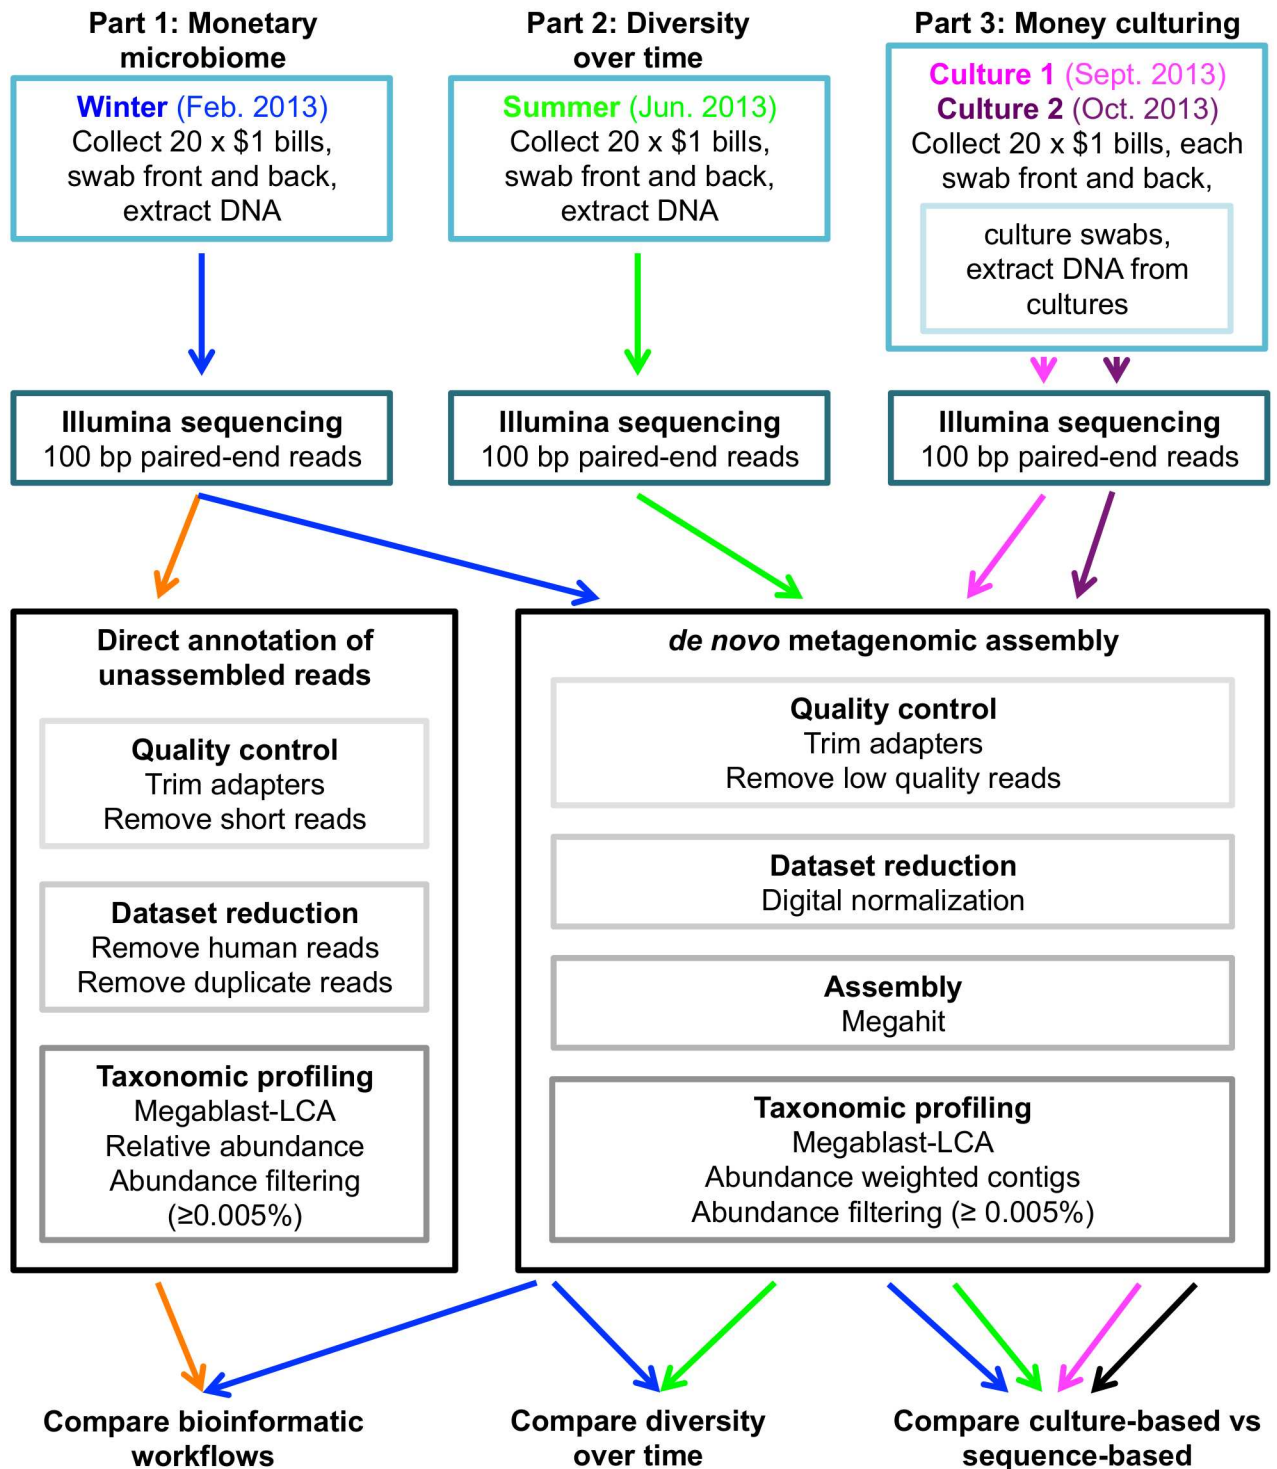 Part 1: Monetary
microbiome
Winter (Feb. 2013)
Collect 20 x $1 bills,
swab front and back,
extract DNA
Part 2: Diversity
over time
Summer (Jun. 2013)
Collect 20 x $1 bills,
swab front and back,
extract DNA
Part 3: Money culturing
Culture 1 (Sept. 2013)
Culture 2 (Oct. 2013)
Collect 20 x $1 bills, each
swab front and back,
culture swabs,
extract DNA from
cultures
Illumina sequencing
100 bp paired-end reads
Illumina sequencing
100 bp paired-end reads
Illumina sequencing
100 bp paired-end reads
Direct annotation of
unassembled reads
Quality control
Trim adapters
Remove short reads
Dataset reduction
Remove human reads
Remove duplicate reads
Taxonomic profiling
Megablast-LCA
Relative abundance
Abundance filtering
(≥0.005%)
de novo metagenomic assembly
Quality control
Trim adapters
Remove low quality reads
Dataset reduction
Digital normalization
Assembly
Megahit
Taxonomic profiling
Megablast-LCA
Abundance weighted contigs
Abundance filtering (≥ 0.005%)
Compare bioinformatic
workflows
Compare diversity
over time
Compare culture-based vs
sequence-based